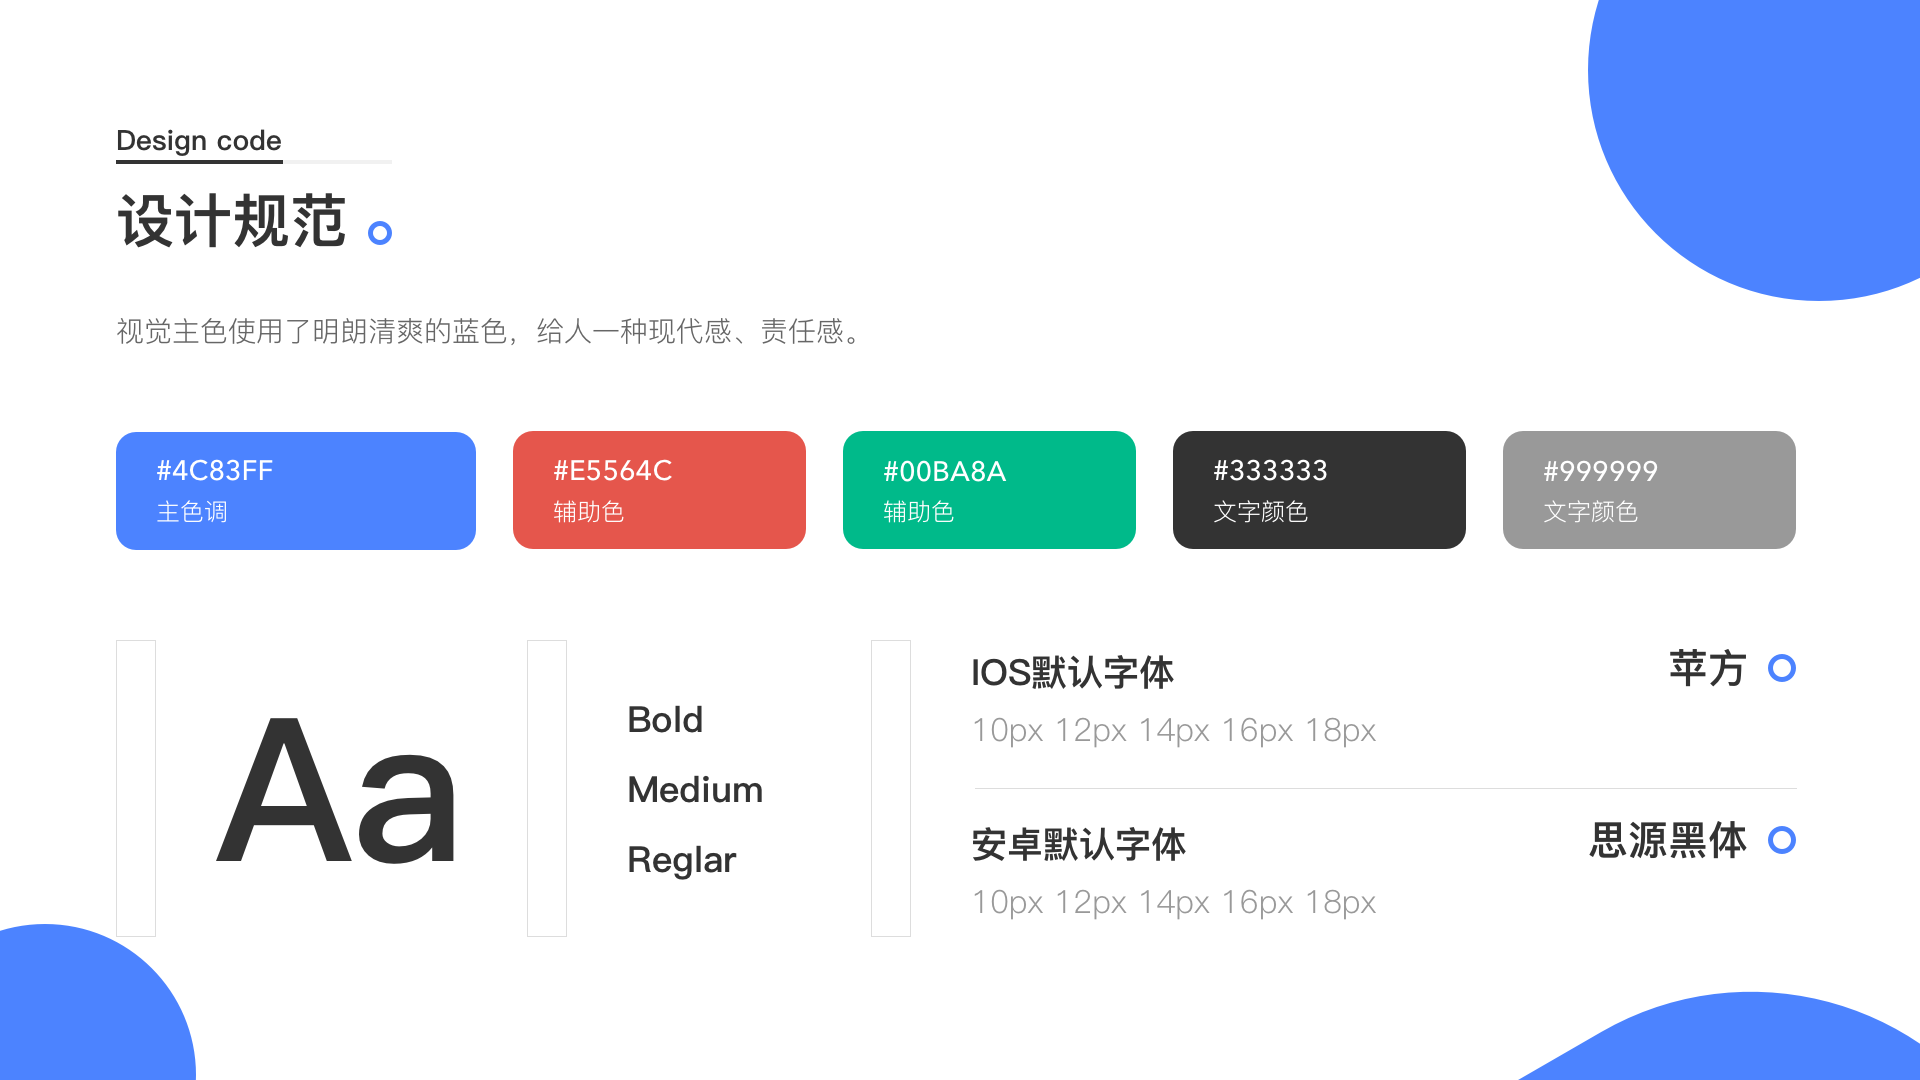 Design code
设计规范
视觉主色使用了明朗清爽的蓝色，给人一种现代感、责任感。
#4C83FF
主色调
#E5564C
辅助色
#00BA8A
辅助色
#333333
文字颜色
#999999
文字颜色
Aa
Bold
Medium
Reglar
IOS默认字体
苹方
10px 12px 14px 16px 18px
安卓默认字体
思源黑体
10px 12px 14px 16px 18px